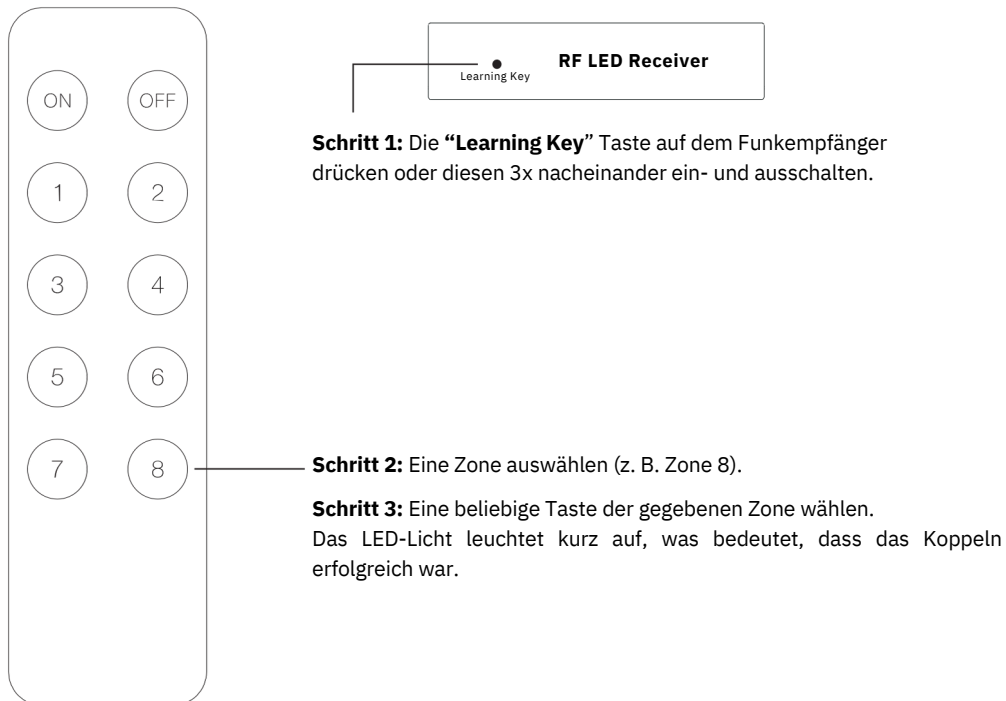 ON OFF
1 2
3 4
5 6
7 8
RF LED Receiver
Learning Key
Schritt 1: Die “Learning Key” Taste auf dem Funkempfänger
drücken oder diesen 3x nacheinander ein- und ausschalten.
Schritt 2: Eine Zone auswählen (z. B. Zone 8).
Schritt 3: Eine beliebige Taste der gegebenen Zone wählen.
Das LED-Licht leuchtet kurz auf, was bedeutet, dass das Koppeln
erfolgreich war.